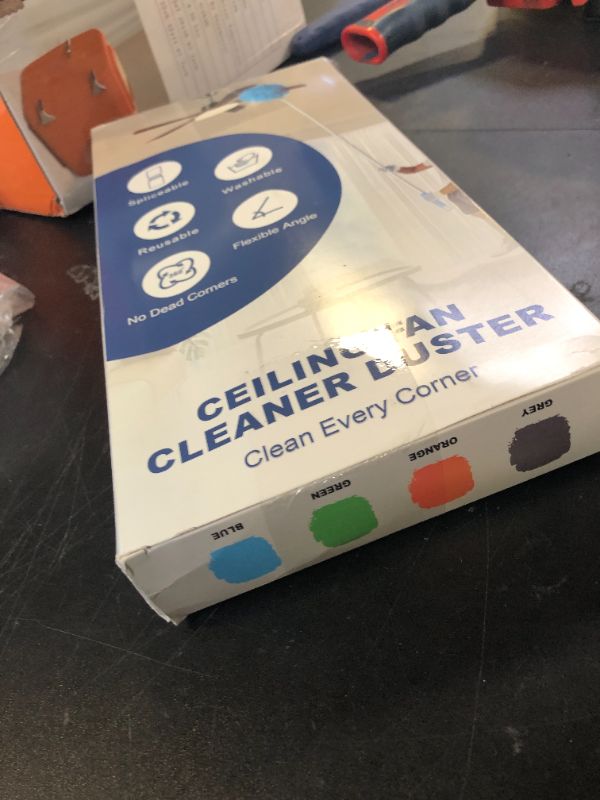 Spliceable
Washable
Reusable
Flexible Angle
360°
No Dead Corners
CEILING FAN
CLEANER DUSTER
Clean Every Corner
BLUE
GREEN
ORANGE
GREY